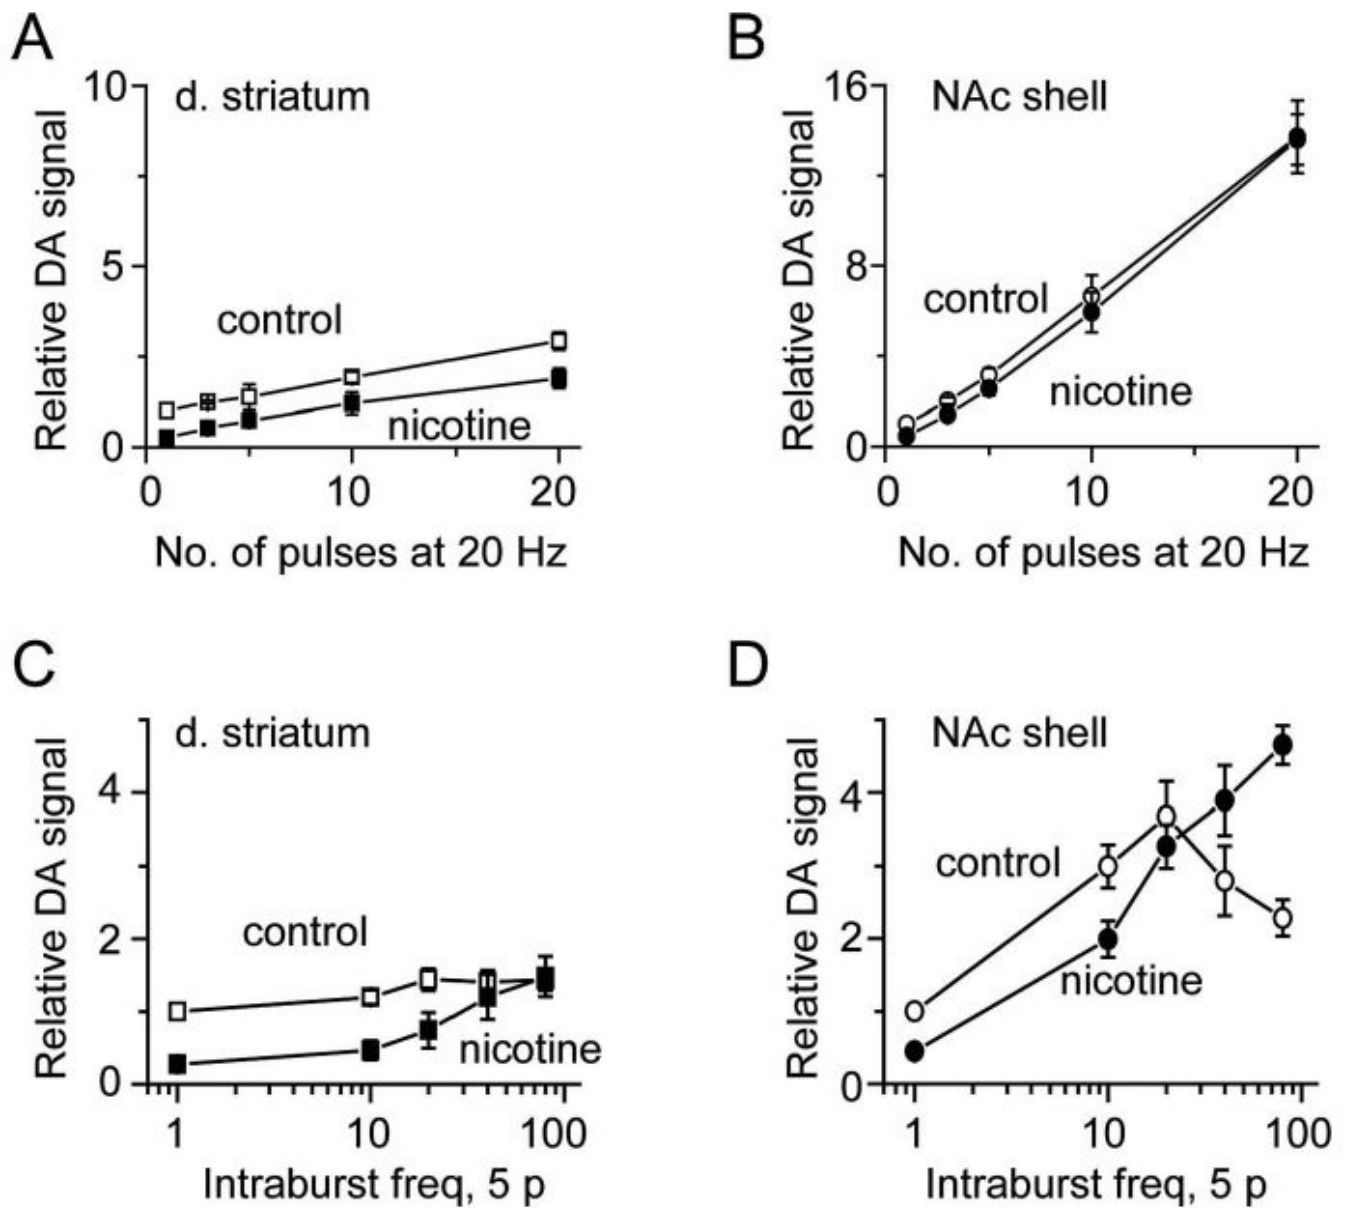 A
d. striatum
10
5
0
Relative DA signal
control
nicotine
0 10 20
No. of pulses at 20 Hz
B
NAc shell
16
8
0
Relative DA signal
control
nicotine
0 10 20
No. of pulses at 20 Hz
C
d. striatum
4
2
0
Relative DA signal
control
nicotine
1 10 100
Intraburst freq, 5 p
D
NAc shell
4
2
0
Relative DA signal
control
nicotine
1 10 100
Intraburst freq, 5 p